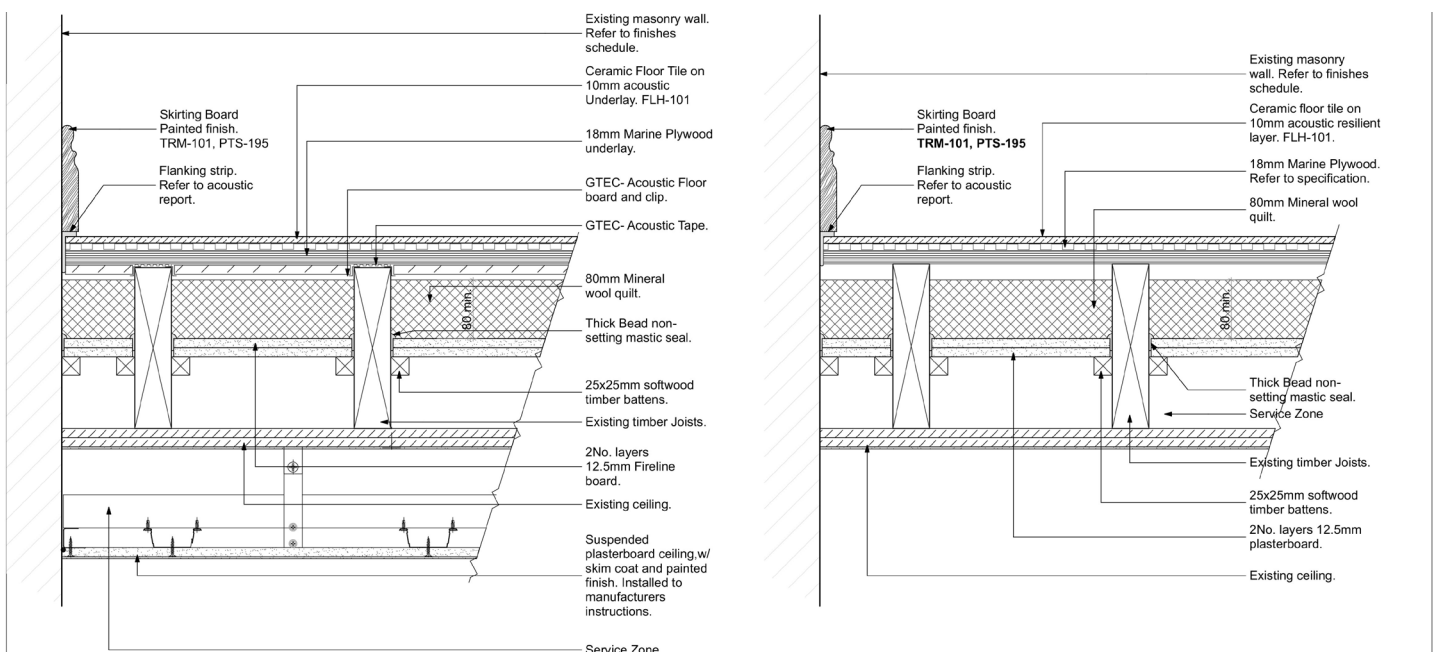 Existing masonry wall.
Refer to finishes
schedule.
Ceramic Floor Tile on
10mm acoustic
Underlay. FLH-101
Skirting Board
Painted finish.
TRM-101, PTS-195
18mm Marine Plywood
underlay.
Flanking strip.
Refer to acoustic
report.
GTEC- Acoustic Floor
board and clip.
GTEC- Acoustic Tape.
80mm Mineral
wool quilt.
80 min.
Thick Bead non-
setting mastic seal.
25x25mm softwood
timber battens.
Existing timber Joists.
2No. layers
12.5mm Fireline
board.
Existing ceiling.
Suspended
plasterboard ceiling,w/
skim coat and painted
finish. Installed to
manufacturers
instructions.
Service Zone
Existing masonry
wall. Refer to finishes
schedule.
Skirting Board
Painted finish.
TRM-101, PTS-195
Ceramic floor tile on
10mm acoustic resilient
layer. FLH-101.
Flanking strip.
Refer to acoustic
report.
18mm Marine Plywood.
Refer to specification.
80mm Mineral wool
quilt.
80 min.
Thick Bead non-
setting mastic seal.
Service Zone
Existing timber Joists.
25x25mm softwood
timber battens.
2No. layers 12.5mm
plasterboard.
Existing ceiling.